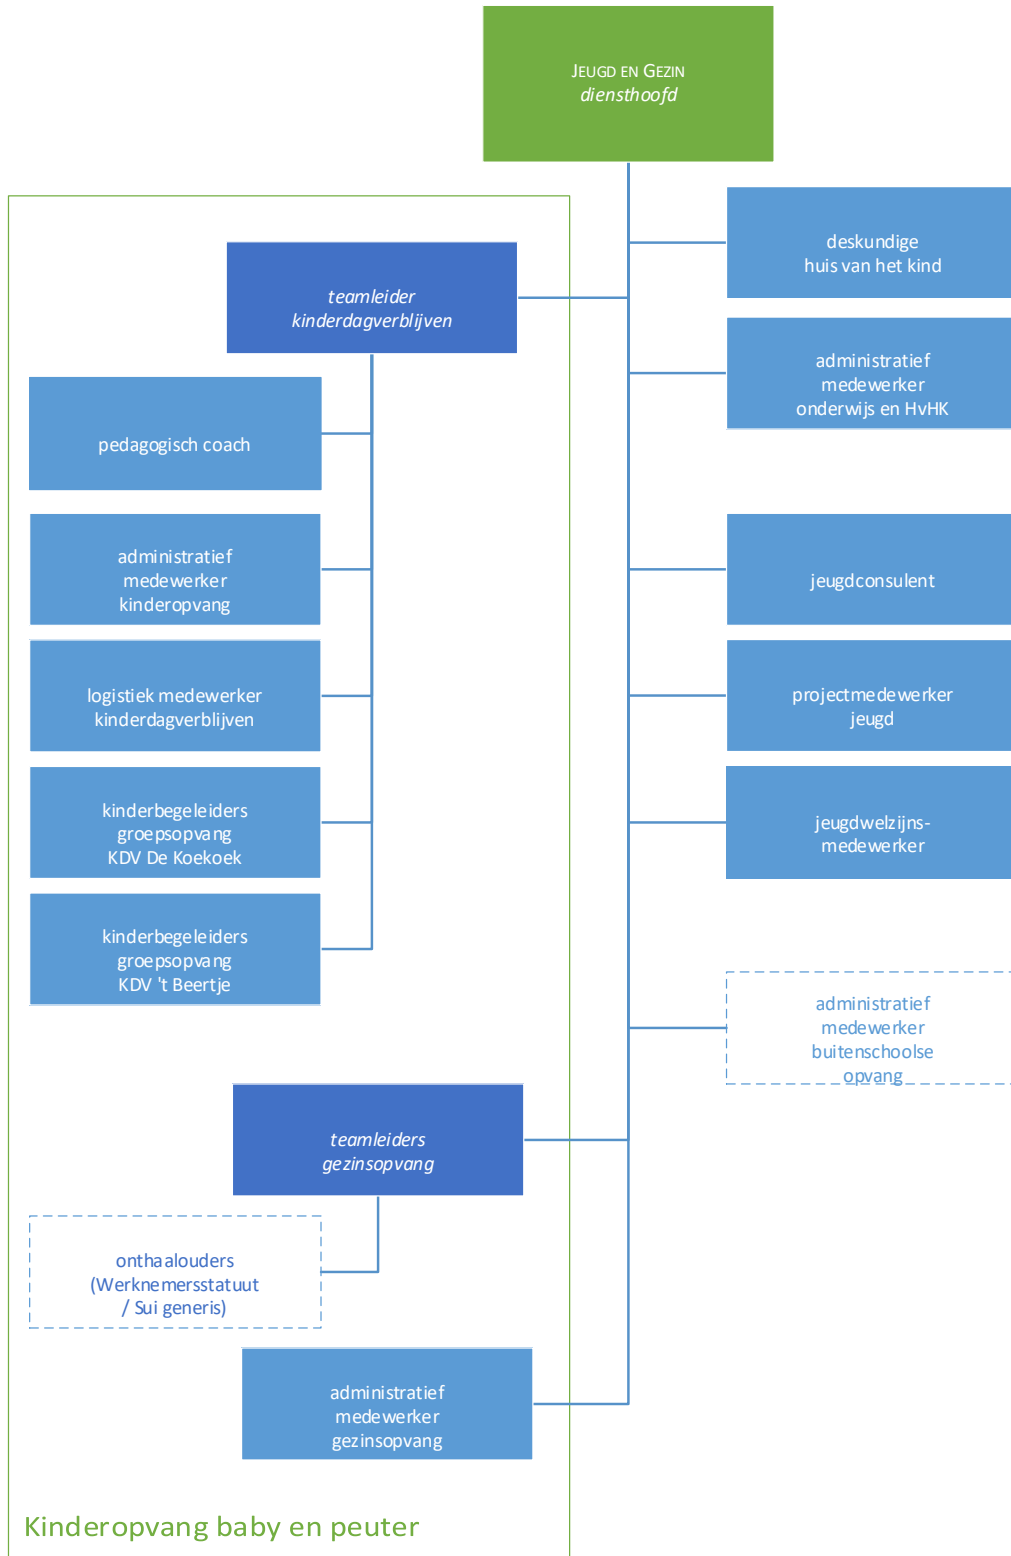 JEUGD EN GEZIN
diensthoofd
deskundige
huis van het kind
teamleider
kinderdagverblijven
administratief
medewerker
onderwijs en HvHK
pedagogisch coach
administratief
medewerker
kinderopvang
jeugdconsulent
logistiek medewerker
kinderdagverblijven
projectmedewerker
jeugd
kinderbegeleiders
groepsopvang
KDV De Koekoek
jeugdwelzijns-
medewerker
kinderbegeleiders
groepsopvang
KDV 't Beertje
administratief
medewerker
buitenschoolse
opvang
teamleiders
gezinsopvang
onthaalouders
(Werknemersstatuut
/ Sui generis)
administratief
medewerker
gezinsopvang
Kinderopvang baby en peuter